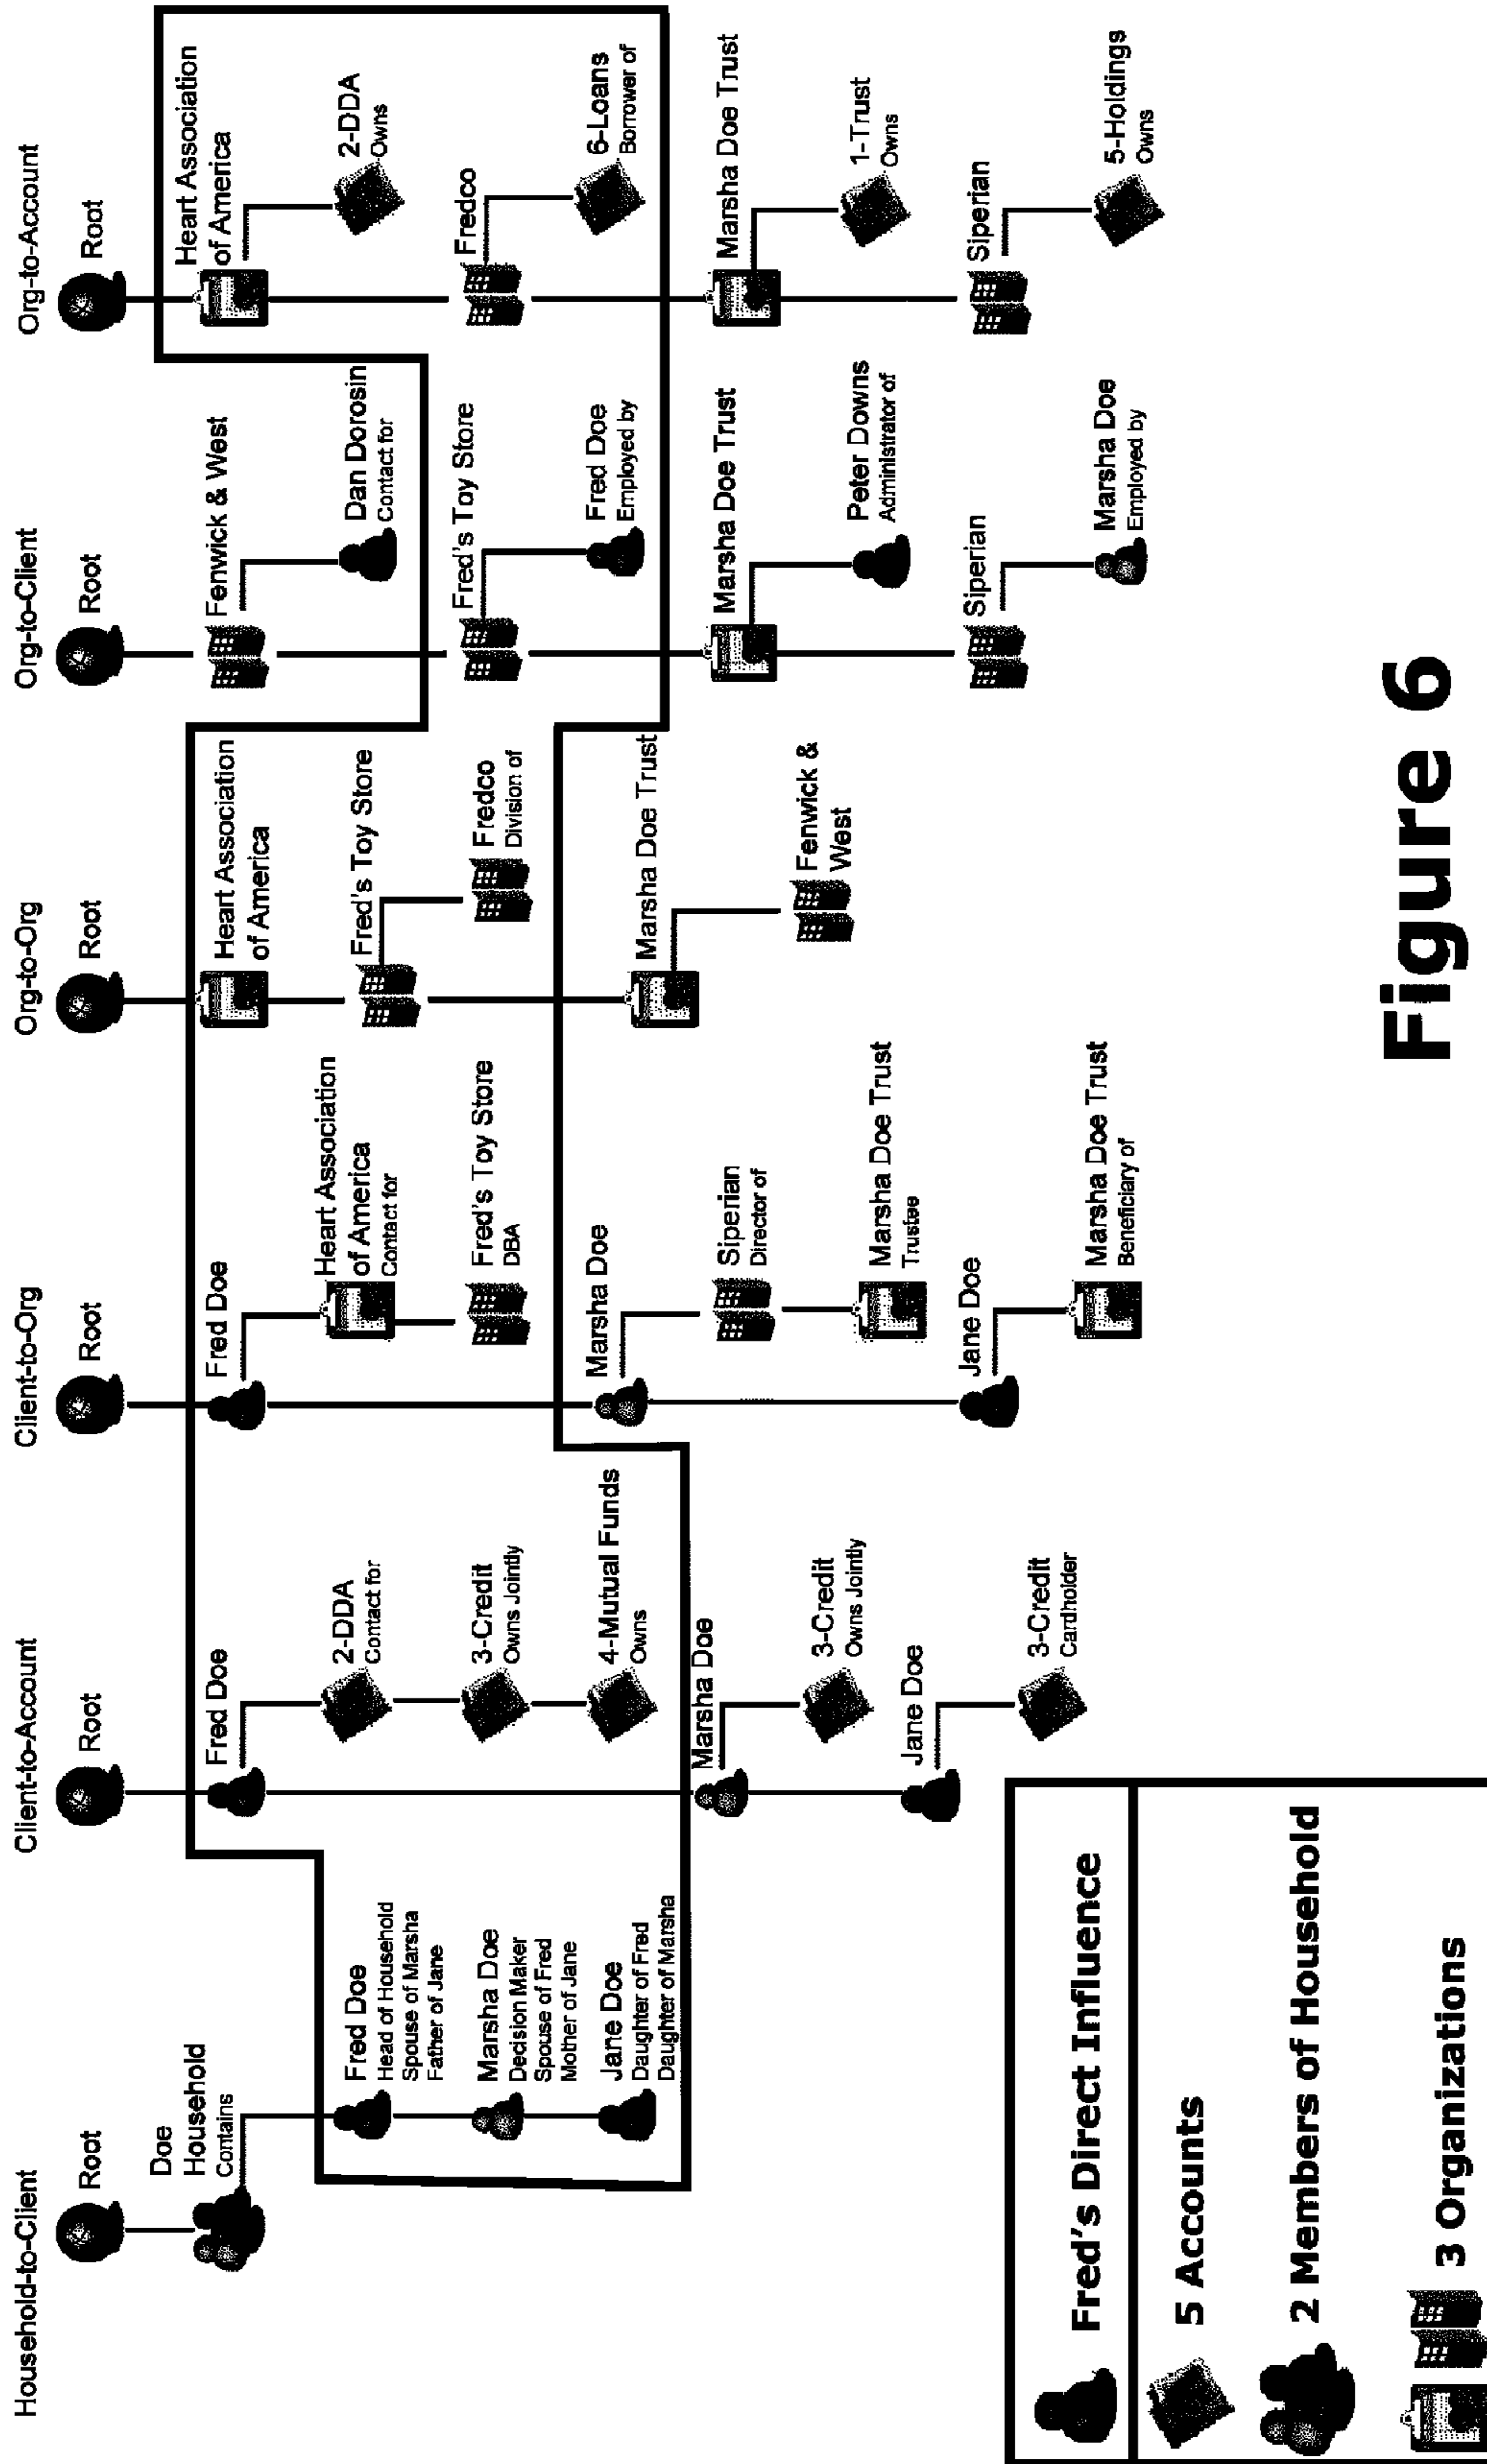 Household-to-Client
Root
Doe
Household
Contains
Fred Doe
Head of Household
Spouse of Marsha
Father of Jane
Marsha Doe
Decision Maker
Spouse of Fred
Mother of Jane
Jane Doe
Daughter of Fred
Daughter of Marsha
Client-to-Account
Root
Fred Doe
2-DDA
Contact for
3-Credit
Owns Jointly
4-Mutual Funds
Owns
Marsha Doe
3-Credit
Owns Jointly
Jane Doe
3-Credit
Cardholder
Client-to-Org
Root
Fred Doe
Heart Association
of America
Contact for
Fred's Toy Store
DBA
Marsha Doe
Siperian
Director of
Marsha Doe Trust
Trustee
Jane Doe
Marsha Doe Trust
Beneficiary of
Org-to-Org
Root
Heart Association
of America
Fred's Toy Store
Fredco
Division of
Marsha Doe Trust
Fenwick &
West
Org-to-Client
Root
Fenwick & West
Dan Dorosin
Contact for
Fred's Toy Store
Fred Doe
Employed by
Marsha Doe Trust
Peter Downs
Administrator of
Siperian
Marsha Doe
Employed by
Org-to-Account
Root
Heart Association
of America
2-DDA
Owns
Fredco
6-Loans
Borrower of
Marsha Doe Trust
1-Trust
Owns
Siperian
5-Holdings
Owns
Fred's Direct Influence
5 Accounts
2 Members of Household
3 Organizations
Figure 6